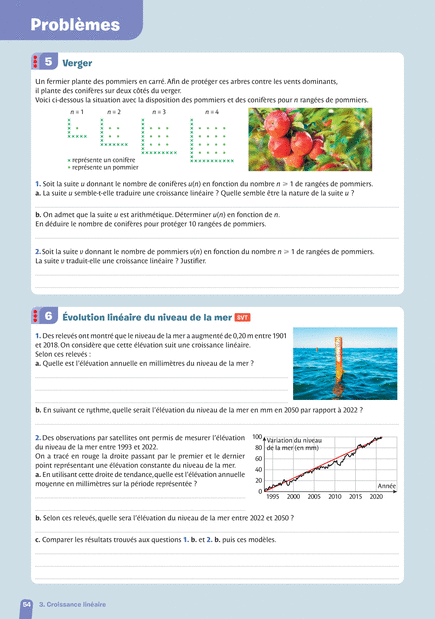 Problèmes
5 Verger
Un fermier plante des pommiers en carré. Afin de protéger ces arbres contre les vents dominants,
il plante des conifères sur deux côtés du verger.
Voici ci-dessous la situation avec la disposition des pommiers et des conifères pour n rangées de pommiers.
n = 1 n = 2 n = 3 n = 4
× représente un conifère
• représente un pommier
1. Soit la suite u donnant le nombre de conifères u(n) en fonction du nombre n ⩾ 1 de rangées de pommiers.
a. La suite u semble-t-elle traduire une croissance linéaire ? Quelle semble être la nature de la suite u ?
b. On admet que la suite u est arithmétique. Déterminer u(n) en fonction de n.
En déduire le nombre de conifères pour protéger 10 rangées de pommiers.
2. Soit la suite v donnant le nombre de pommiers v(n) en fonction du nombre n ⩾ 1 de rangées de pommiers.
La suite v traduit-elle une croissance linéaire ? Justifier.
6 Évolution linéaire du niveau de la mer SVT
1. Des relevés ont montré que le niveau de la mer a augmenté de 0,20 m entre 1901
et 2018. On considère que cette élévation suit une croissance linéaire.
Selon ces relevés :
a. Quelle est l'élévation annuelle en millimètres du niveau de la mer ?
b. En suivant ce rythme, quelle serait l'élévation du niveau de la mer en mm en 2050 par rapport à 2022 ?
2. Des observations par satellites ont permis de mesurer l'élévation
du niveau de la mer entre 1993 et 2022.
On a tracé en rouge la droite passant par le premier et le dernier
point représentant une élévation constante du niveau de la mer.
a. En utilisant cette droite de tendance, quelle est l'élévation annuelle
moyenne en millimètres sur la période représentée ?
100
80
60
40
20
0
Variation du niveau
de la mer (en mm)
Année
1995 2000 2005 2010 2015 2020
b. Selon ces relevés, quelle sera l'élévation du niveau de la mer entre 2022 et 2050 ?
c. Comparer les résultats trouvés aux questions 1. b. et 2. b. puis ces modèles.
54 3. Croissance linéaire